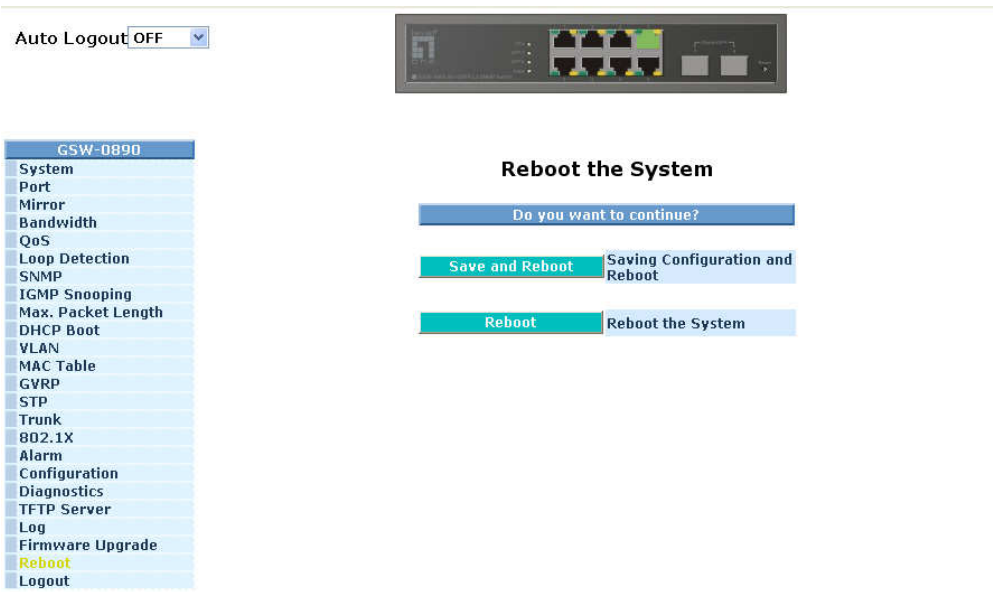 Auto Logout OFF
GSW-0890
System
Port
Mirror
Bandwidth
QoS
Loop Detection
SNMP
IGMP Snooping
Max. Packet Length
DHCP Boot
VLAN
MAC Table
GVRP
STP
Trunk
802.1X
Alarm
Configuration
Diagnostics
TFTP Server
Log
Firmware Upgrade
Reboot
Logout
Reboot the System
Do you want to continue?
Save and Reboot
Saving Configuration and
Reboot
Reboot
Reboot the System